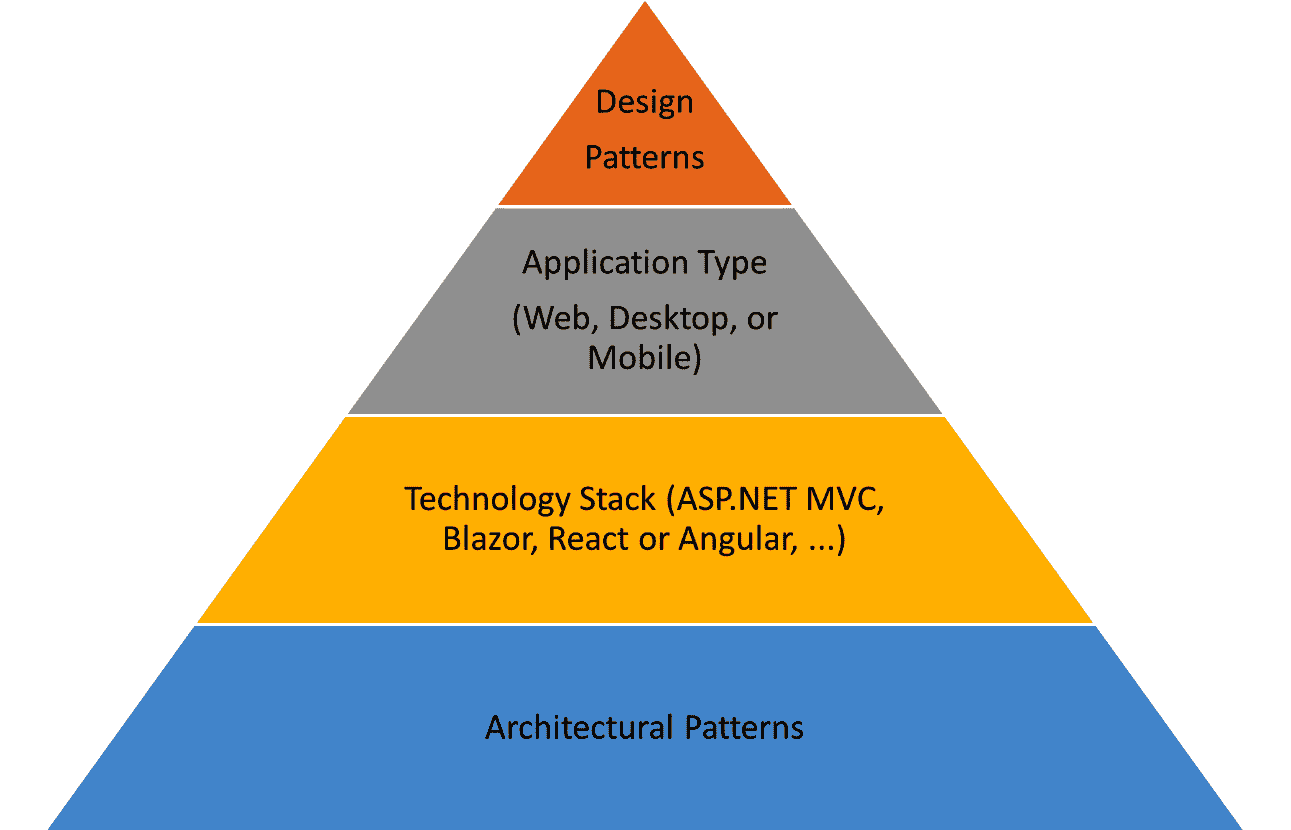 Design
Patterns
Application Type
(Web, Desktop, or
Mobile)
Technology Stack (ASP.NET MVC,
Blazor, React or Angular, ...)
Architectural Patterns